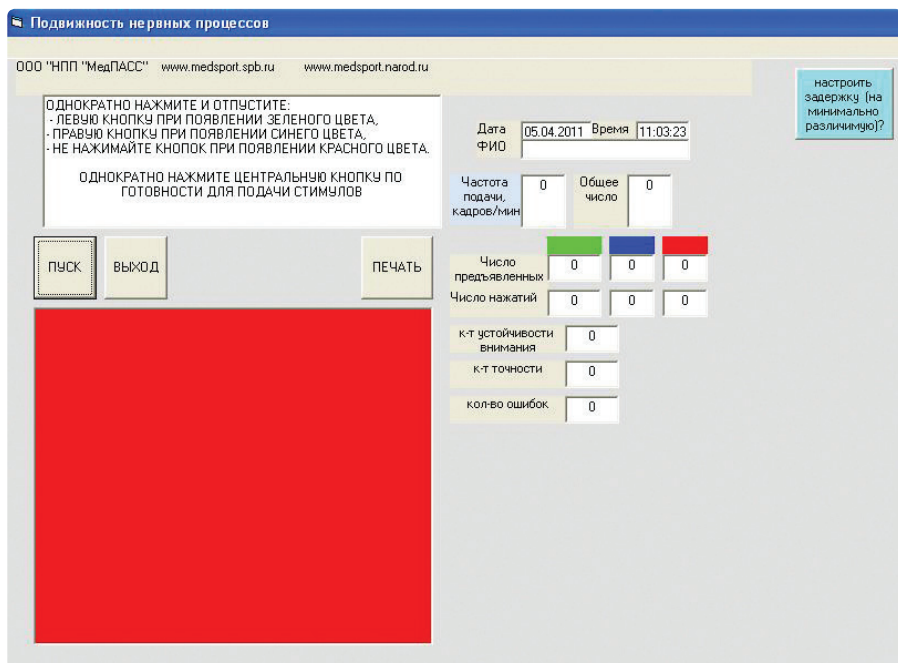 Подвижность нервных процессов
ООО "НПП "МедПАСС" www.medsport.spb.ru www.medsport.narod.ru
настроить
задержку (на
минимально
различимую)?
ОДНОКРАТНО НАЖМИТЕ И ОТПУСТИТЕ:
- ЛЕВУЮ КНОПКУ ПРИ ПОЯВЛЕНИИ ЗЕЛЕНОГО ЦВЕТА,
- ПРАВУЮ КНОПКУ ПРИ ПОЯВЛЕНИИ СИНЕГО ЦВЕТА,
- НЕ НАЖИМАЙТЕ КНОПОК ПРИ ПОЯВЛЕНИИ КРАСНОГО ЦВЕТА.
ОДНОКРАТНО НАЖМИТЕ ЦЕНТРАЛЬНУЮ КНОПКУ ПО
ГОТОВНОСТИ ДЛЯ ПОДАЧИ СТИМУЛОВ
Дата 05.04.2011 Время 11:03:23
ФИО
Частота
подачи,
кадров/мин
0
Общее
число
0
ПУСК ВЫХОД ПЕЧАТЬ
Число
предъявленных
0 0 0
Число нажатий 0 0 0
к-т устойчивости
внимания
0
к-т точности 0
кол-во ошибок 0